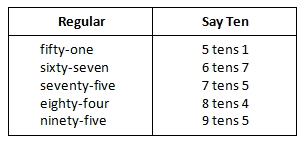 Regular Say Ten
fifty-one 5 tens 1
sixty-seven 6 tens 7
seventy-five 7 tens 5
eighty-four 8 tens 4
ninety-five 9 tens 5